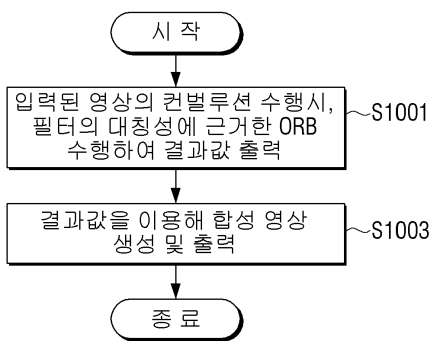 시 작
입력된 영상의 컨벌루션 수행시,
필터의 대칭성에 근거한 ORB
수행하여 결과값 출력
S1001
결과값을 이용해 합성 영상
생성 및 출력
S1003
종 료